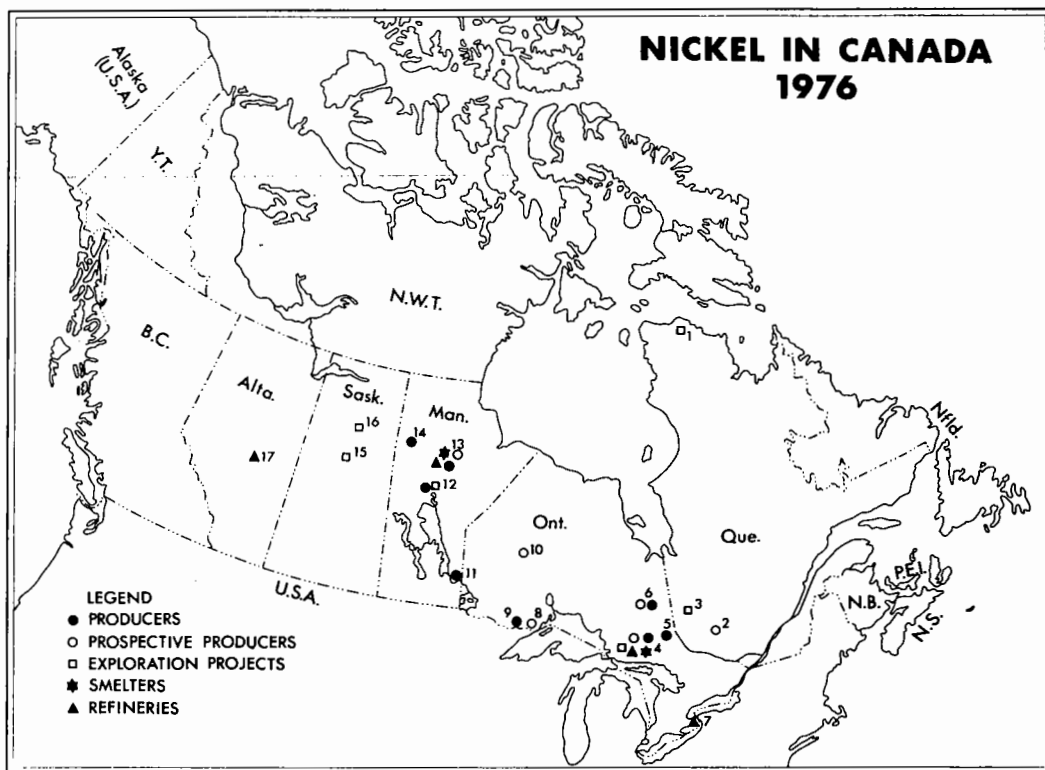 NICKEL IN CANADA
1976
Alaska
(U.S.A.)
Y.T.
N.W.T.
B.C.
Alta.
Sask.
Man.
Ont.
Que.
Nfld.
P.E.I.
N.B.
N.S.
U.S.A.
1
16
14
13
15
17
12
10
11
6
3
9
8
5
2
4
7
LEGEND
PRODUCERS
PROSPECTIVE PRODUCERS
EXPLORATION PROJECTS
SMELTERS
REFINERIES